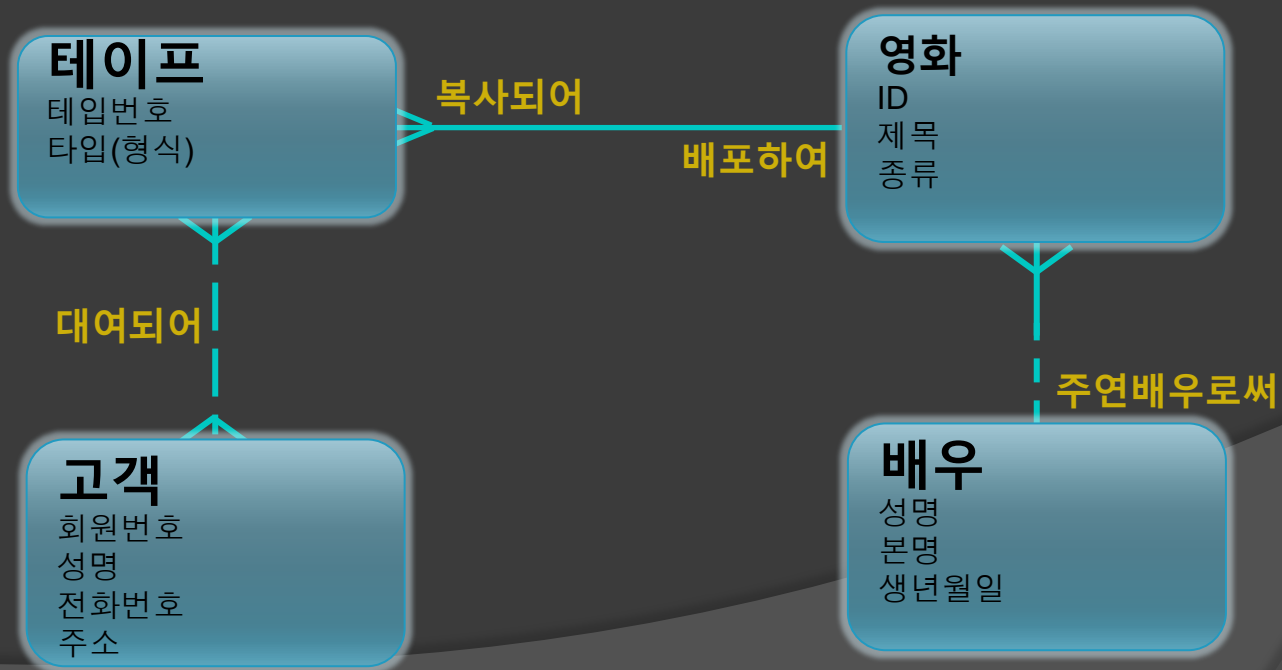 테이프
테입번호
타입(형식)
복사되어
배포하여
영화
ID
제목
종류
대여되어
주연배우로써
고객
회원번호
성명
전화번호
주소
배우
성명
본명
생년월일